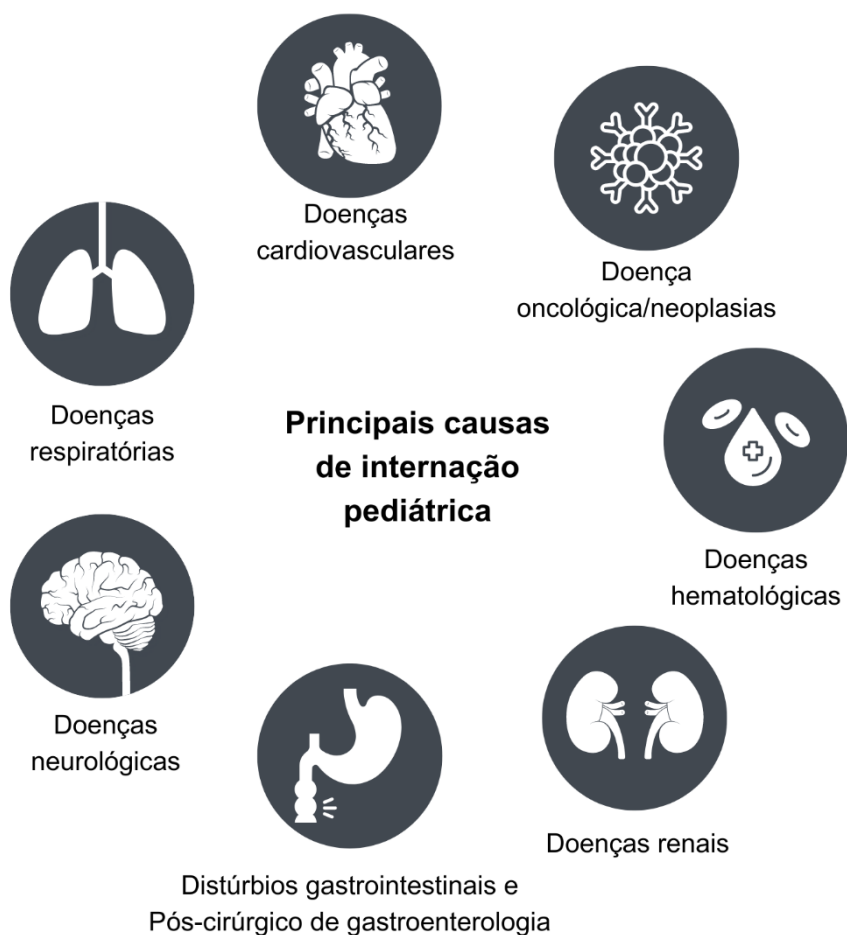 Principais causas
de internação
pediátrica
Doenças
cardiovasculares
Doença
oncológica/neoplasias
Doenças
hematológicas
Doenças renais
Distúrbios gastrointestinais e
Pós-cirúrgico de gastroenterologia
Doenças
neurológicas
Doenças
respiratórias